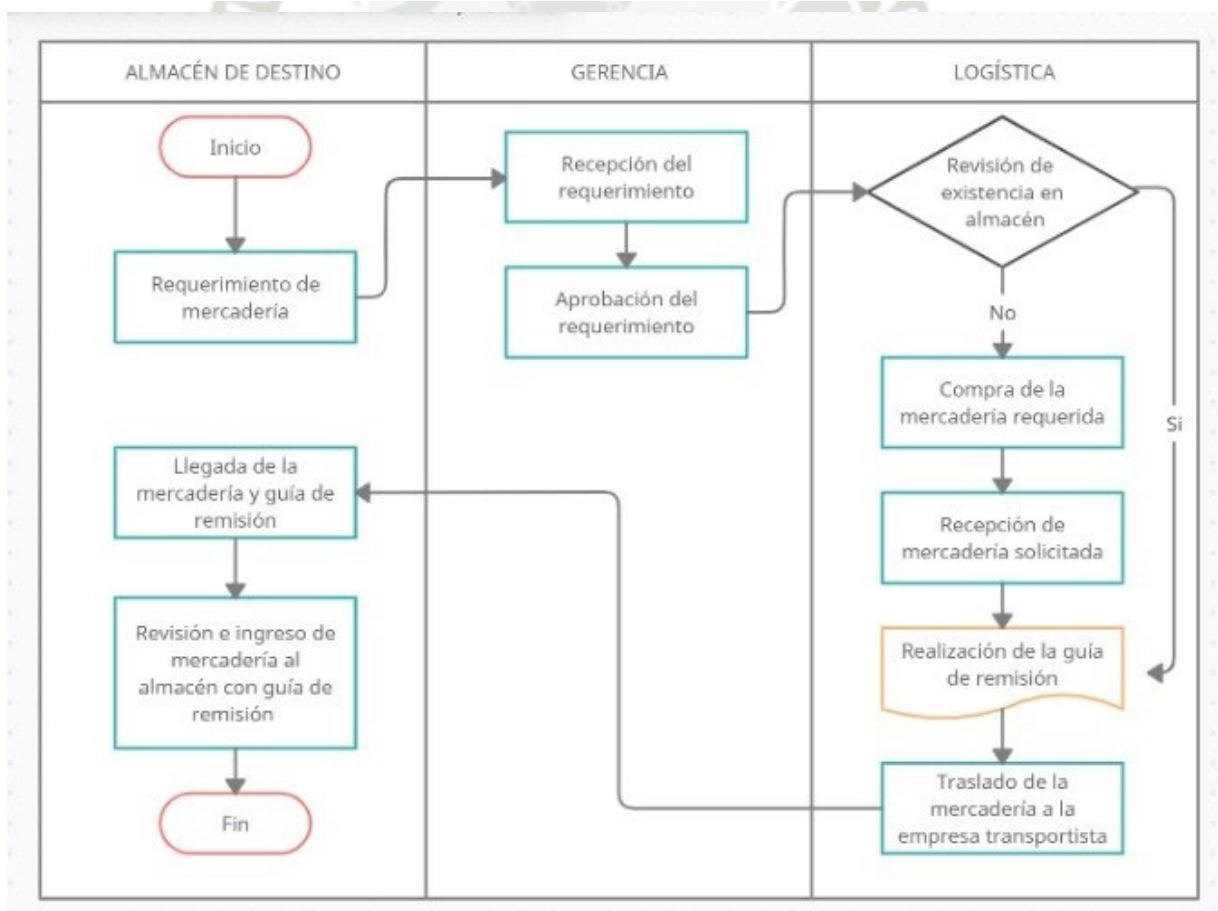 ALMACÉN DE DESTINO
GERENCIA
LOGÍSTICA
Inicio
Requerimiento de
mercadería
Recepción del
requerimiento
Aprobación del
requerimiento
Revisión de
existencia en
almacén
No
Si
Compra de la
mercadería requerida
Recepción de
mercadería solicitada
Realización de la guía
de remisión
Traslado de la
mercadería a la
empresa transportista
Llegada de la
mercadería y guía de
remisión
Revisión e ingreso de
mercadería al
almacén con guía de
remisión
Fin